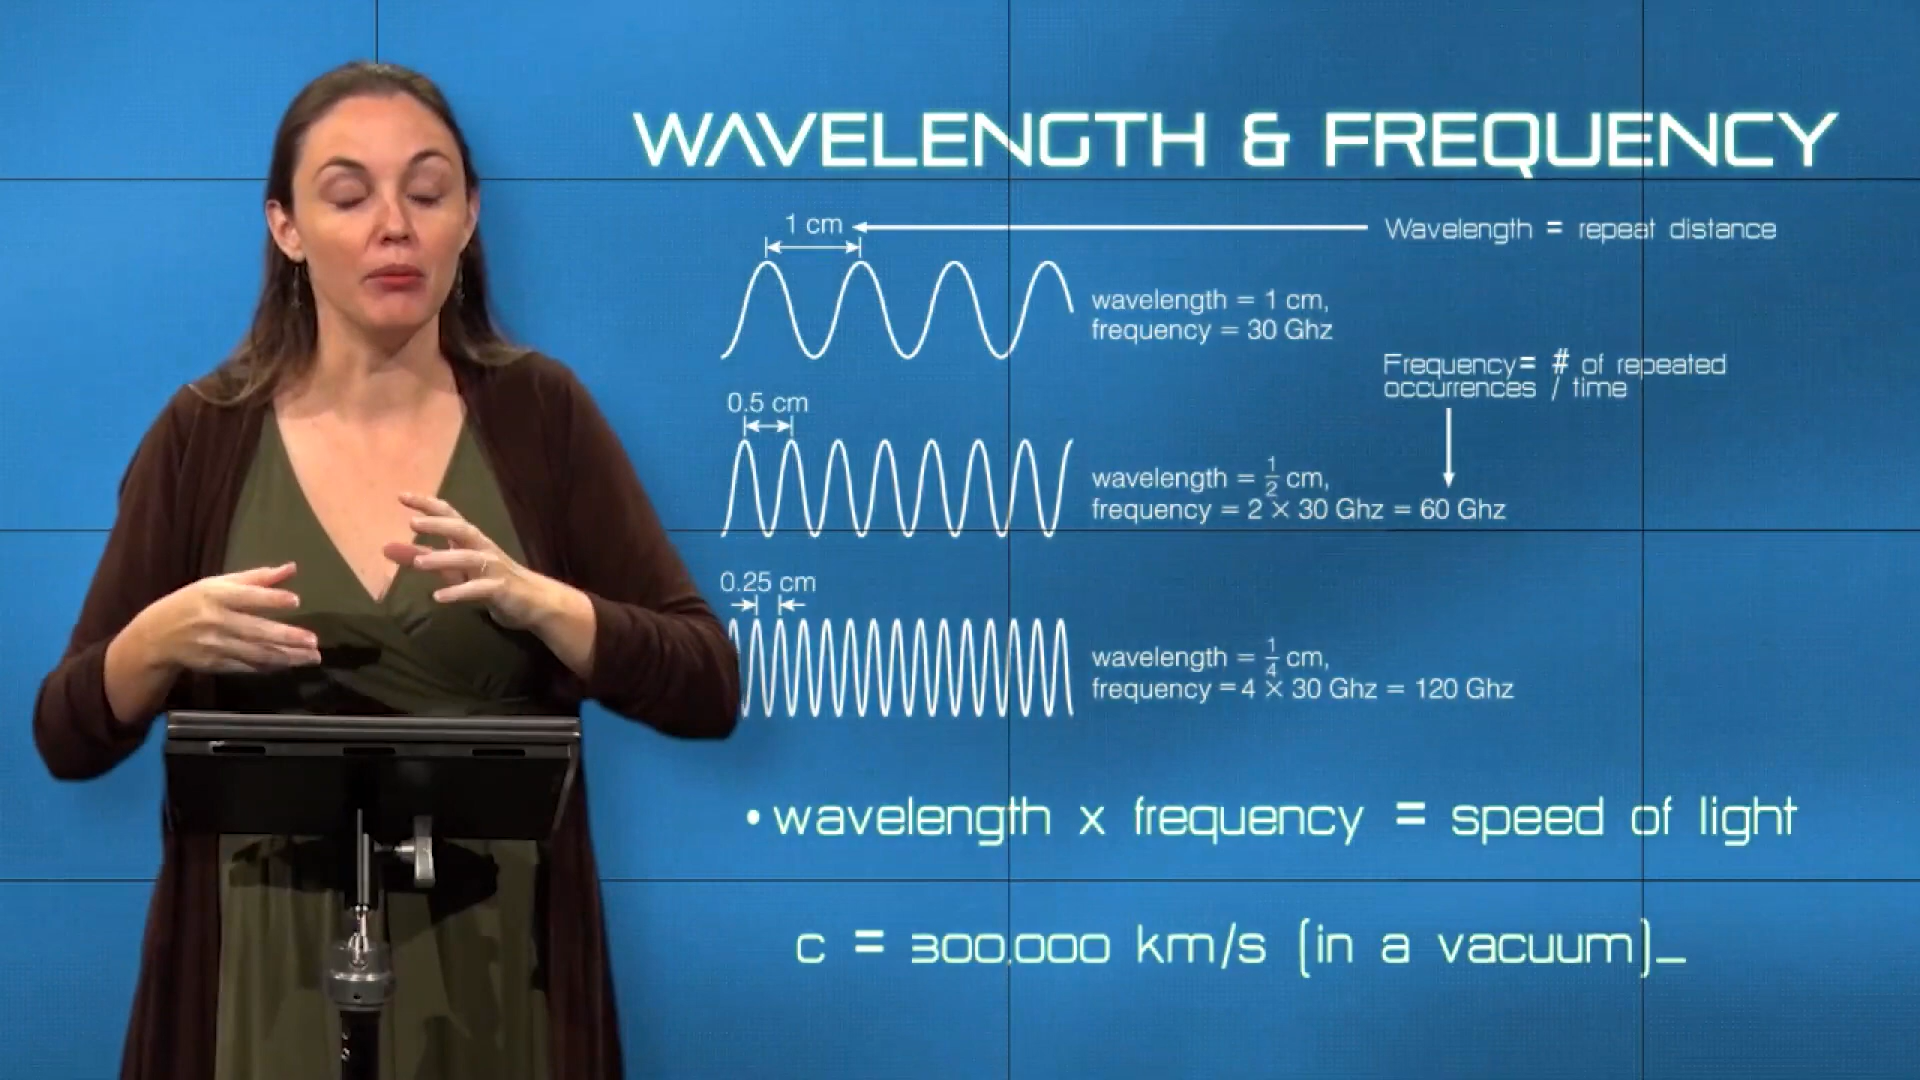 WAVELENGTH & FREQUENCY
1 cm
Wavelength = repeat distance
wavelength = 1 cm,
frequency = 30 Ghz
Frequency= # of repeated
occurrences / time
0.5 cm
wavelength = 1/2 cm,
frequency = 2 × 30 Ghz = 60 Ghz
0.25 cm
wavelength = 1/4 cm,
frequency = 4 × 30 Ghz = 120 Ghz
• wavelength x frequency = speed of light
c = 300,000 km/s (in a vacuum)_